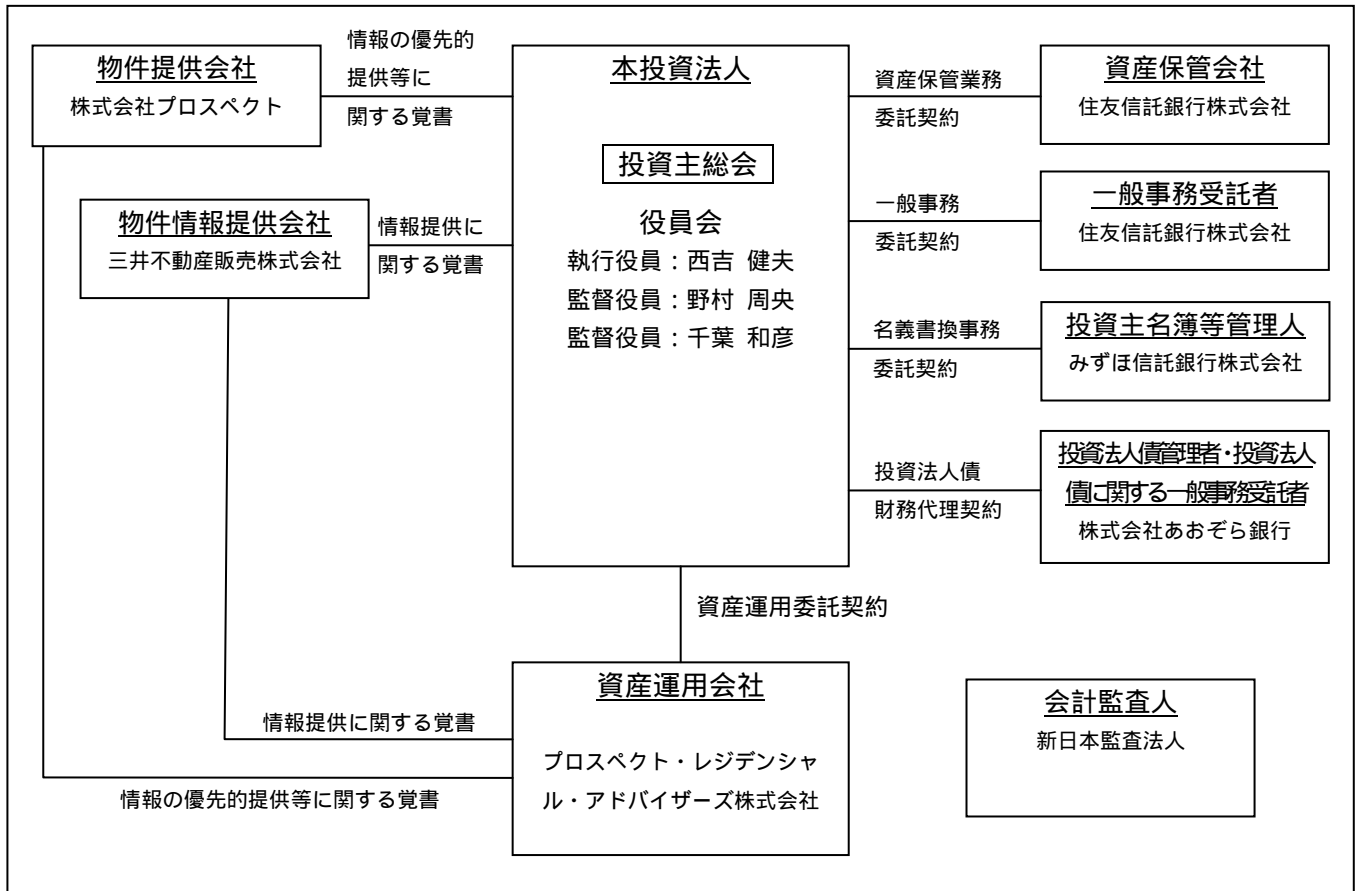 物件提供会社
株式会社プロスペクト
情報の優先的
提供等に
関する覚書
物件情報提供会社
三井不動産販売株式会社
情報提供に
関する覚書
本投資法人
投資主総会
役員会
執行役員：西吉 健夫
監督役員：野村 周央
監督役員：千葉 和彦
資産保管業務
委託契約
資産保管会社
住友信託銀行株式会社
一般事務
委託契約
一般事務受託者
住友信託銀行株式会社
名義書換事務
委託契約
投資主名簿等管理人
みずほ信託銀行株式会社
投資法人債
財務代理契約
投資法人債管理者・投資法人
債に関する一般事務受託者
株式会社あおぞら銀行
資産運用委託契約
資産運用会社
プロスペクト・レジデンシャ
ル・アドバイザーズ株式会社
情報提供に関する覚書
情報の優先的提供等に関する覚書
会計監査人
新日本監査法人